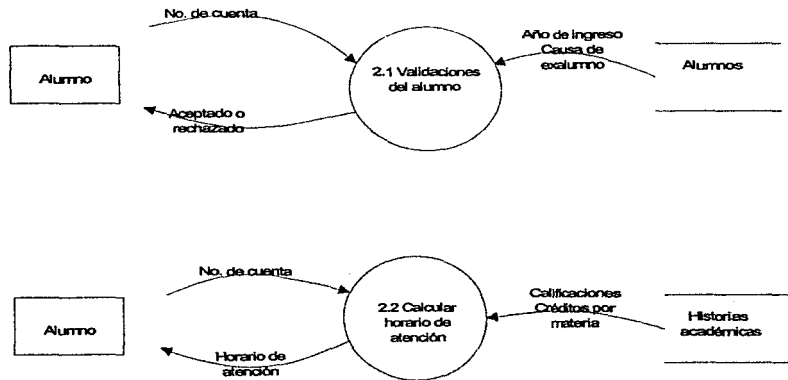 No. de cuenta
Alumno
2.1 Validaciones
del alumno
Año de ingreso
Causa de
exalumno
Alumnos
Aceptado o
rechazado
No. de cuenta
Alumno
2.2 Calcular
horario de
atención
Calificaciones
Créditos por
materia
Historias
académicas
Horario de
atención